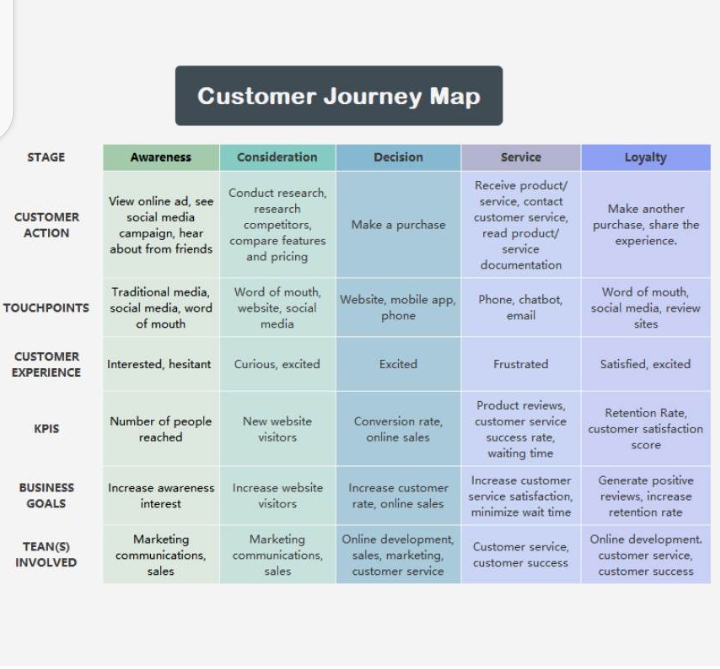 Customer Journey Map
STAGE
Awareness
Consideration
Decision
Service
Loyalty
CUSTOMER
ACTION
View online ad, see
social media
campaign, hear
about from friends
Conduct research,
research
competitors,
compare features
and pricing
Make a purchase
Receive product/
service, contact
customer service,
read product/
service
documentation
Make another
purchase, share the
experience.
TOUCHPOINTS
Traditional media,
social media, word
of mouth
Word of mouth,
website, social
media
Website, mobile app,
phone
Phone, chatbot,
email
Word of mouth,
social media, review
sites
CUSTOMER
EXPERIENCE
Interested, hesitant
Curious, excited
Excited
Frustrated
Satisfied, excited
KPIS
Number of people
reached
New website
visitors
Conversion rate,
online sales
Product reviews,
customer service
success rate,
waiting time
Retention Rate,
customer satisfaction
score
BUSINESS
GOALS
Increase awareness
interest
Increase website
visitors
Increase customer
rate, online sales
Increase customer
service satisfaction,
minimize wait time
Generate positive
reviews, increase
retention rate
TEAN(S)
INVOLVED
Marketing
communications,
sales
Marketing
communications,
sales
Online development,
sales, marketing,
customer service
Customer service,
customer success
Online development.
customer service,
customer success